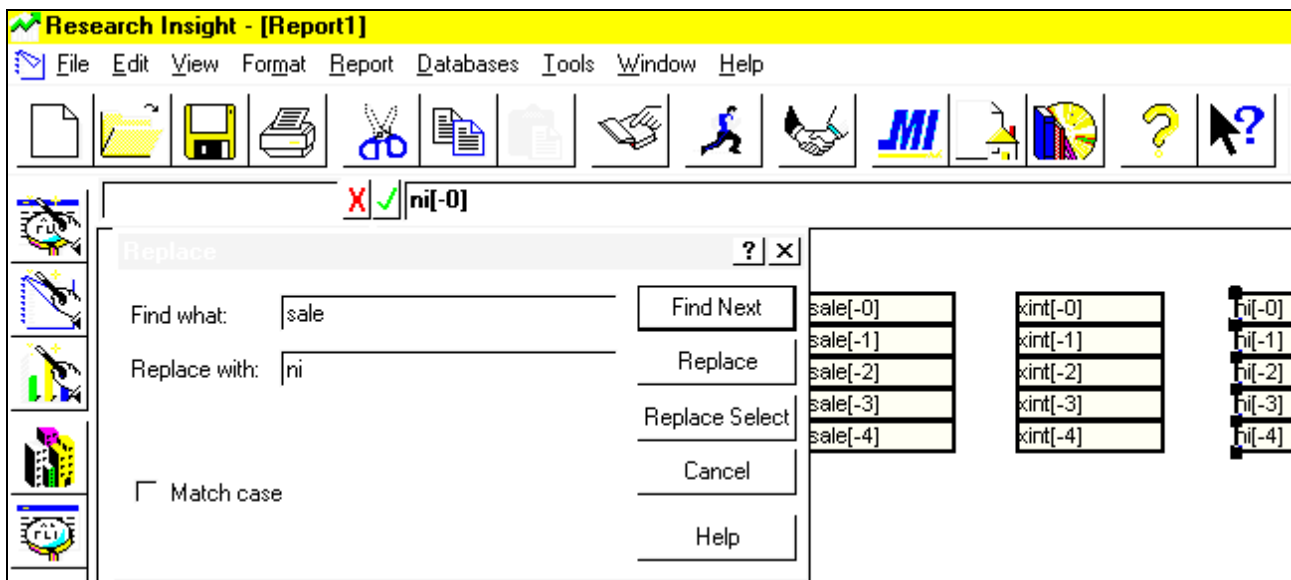 Research Insight - [Report1]
File Edit View Format Report Databases Tools Window Help
MI
ni[-0]
Replace
Find what: sale
Replace with: ni
Match case
Find Next
Replace
Replace Select
Cancel
Help
sale[-0] xint[-0] ni[-0]
sale[-1] xint[-1] ni[-1]
sale[-2] xint[-2] ni[-2]
sale[-3] xint[-3] ni[-3]
sale[-4] xint[-4] ni[-4]